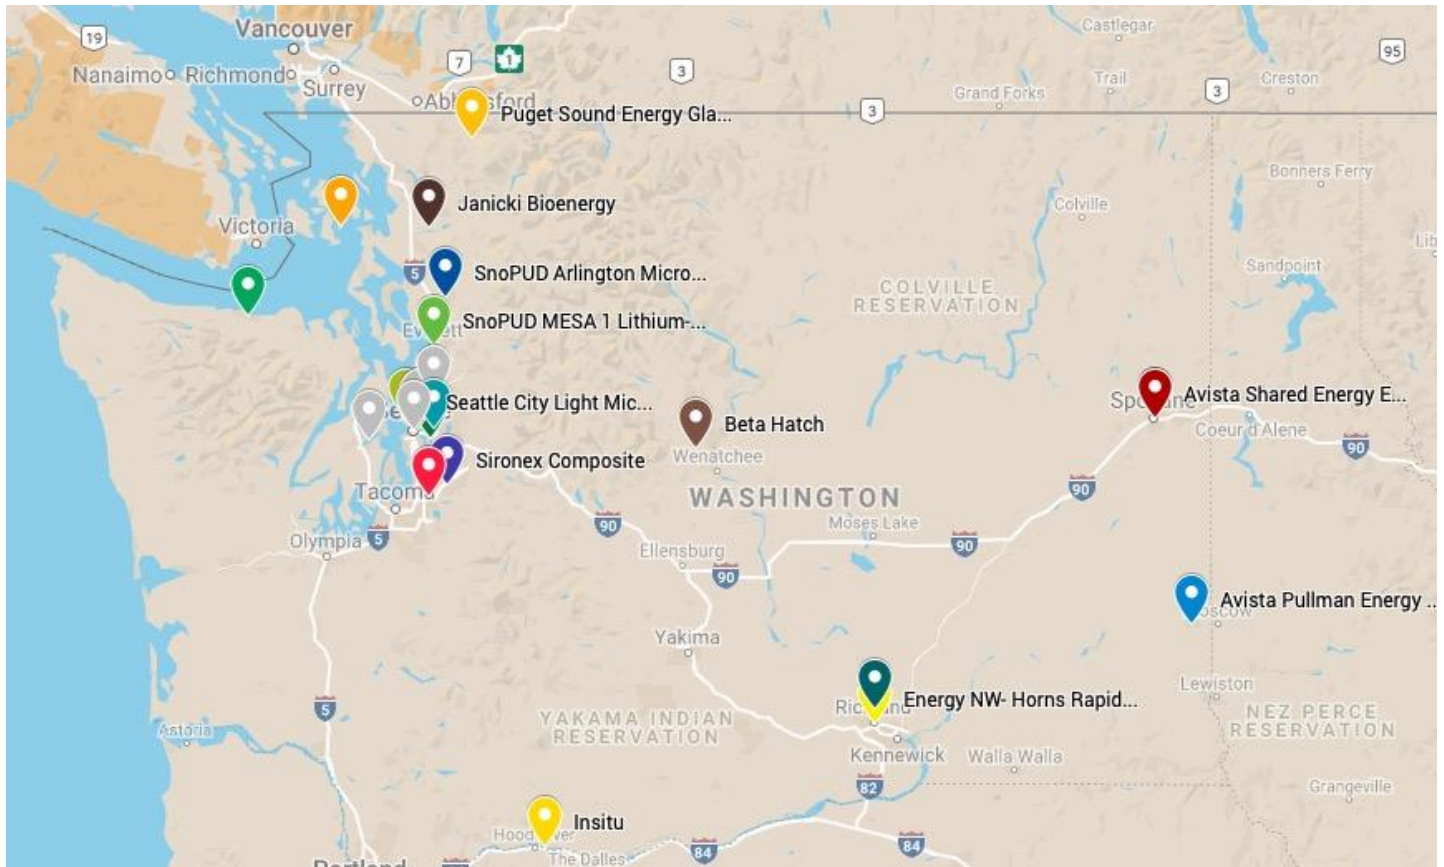 19
Vancouver
Castlegar
Nanaimo
Richmond
7
1
3
95
Surrey
Trail
Creston
3
Grand Forks
3
Puget Sound Energy Gla...
Bonners Ferry
Janicki Bioenergy
Colville
Victoria
5
SnoPUD Arlington Micro...
Sandpoint
COLVILLE
RESERVATION
SnoPUD MESA 1 Lithium-...
Seattle City Light Mic...
Avista Shared Energy E...
Beta Hatch
Coeur d'Alene
90
Sironex Composite
Wenatchee
Tacoma
WASHINGTON
90
Moses Lake
90
5
Olympia
90
Ellensburg
90
Avista Pullman Energy ...
Yakima
Lewiston
Energy NW- Horns Rapid...
5
YAKAMA INDIAN
RESERVATION
NEZ PERCE
RESERVATION
Astoria
Kennewick
Walla Walla
82
Grangeville
Insitu
84
84
The Dalles
Portland